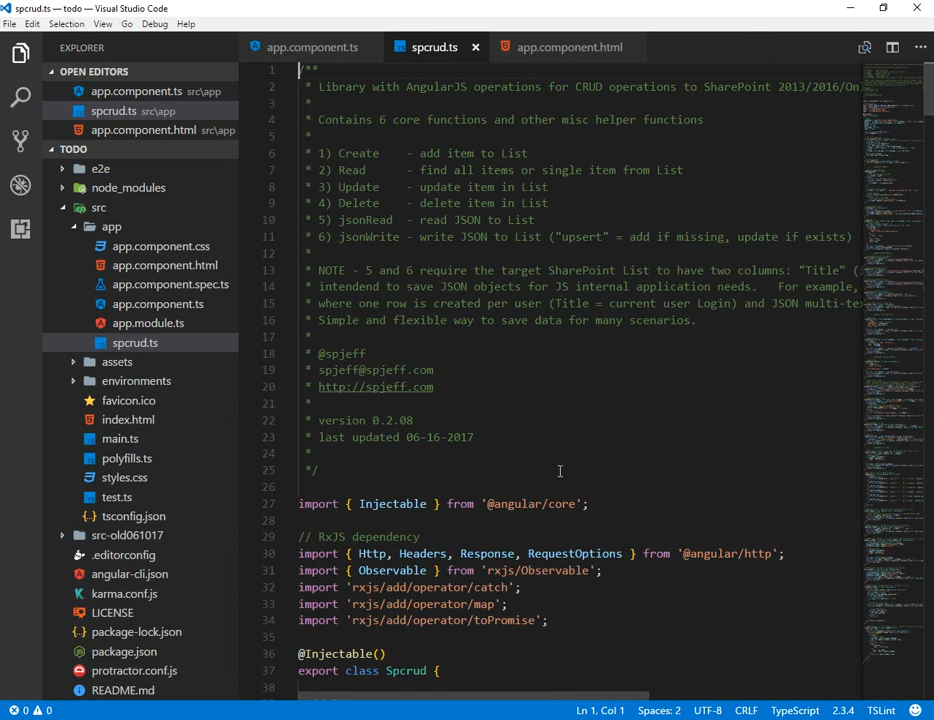 spcrud.ts — todo — Visual Studio Code
File Edit Selection View Go Debug Help
EXPLORER
OPEN EDITORS
app.component.ts src\app
spcrud.ts src\app
app.component.html src\app
TODO
e2e
node_modules
src
app
app.component.css
app.component.html
app.component.spec.ts
app.component.ts
app.module.ts
spcrud.ts
assets
environments
favicon.ico
index.html
main.ts
polyfills.ts
styles.css
test.ts
tsconfig.json
src-old061017
.editorconfig
angular-cli.json
karma.conf.js
LICENSE
package-lock.json
package.json
protractor.conf.js
README.md
app.component.ts spcrud.ts app.component.html
1 /**
2 * Library with AngularJS operations for CRUD operations to SharePoint 2013/2016/Onl
3 *
4 * Contains 6 core functions and other misc helper functions
5 *
6 * 1) Create - add item to List
7 * 2) Read - find all items or single item from List
8 * 3) Update - update item in List
9 * 4) Delete - delete item in List
10 * 5) jsonRead - read JSON to List
11 * 6) jsonWrite - write JSON to List ("upsert" = add if missing, update if exists)
12 *
13 * NOTE - 5 and 6 require the target SharePoint List to have two columns: "Title" (i
14 * intendend to save JSON objects for JS internal application needs. For example,
15 * where one row is created per user (Title = current user Login) and JSON multi-te
16 * Simple and flexible way to save data for many scenarios.
17 *
18 * @spjeff
19 * spjeff@spjeff.com
20 * http://spjeff.com
21 *
22 * version 0.2.08
23 * last updated 06-16-2017
24 *
25 */
26
27 import { Injectable } from '@angular/core';
28
29 // RxJS dependency
30 import { Http, Headers, Response, RequestOptions } from '@angular/http';
31 import { Observable } from 'rxjs/Observable';
32 import 'rxjs/add/operator/catch';
33 import 'rxjs/add/operator/map';
34 import 'rxjs/add/operator/toPromise';
35
36 @Injectable()
37 export class Spcrud {
38
0 0 Ln 1, Col 1 Spaces: 2 UTF-8 CRLF TypeScript 2.3.4 TSLint